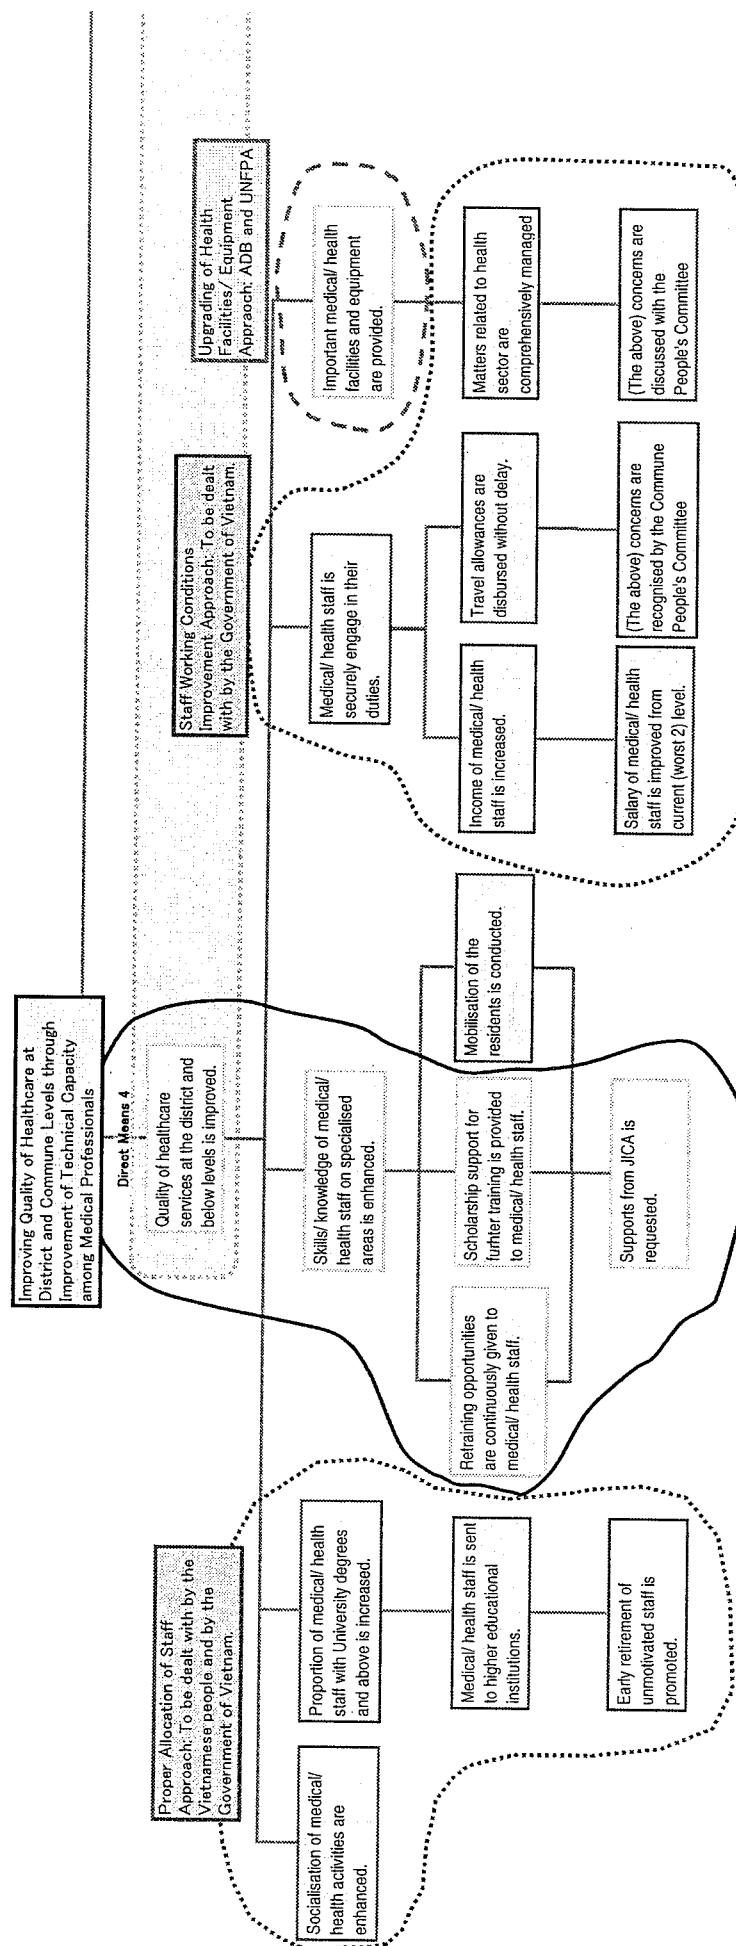 Improving Quality of Healthcare at
District and Commune Levels through
Improvement of Technical Capacity
among Medical Professionals
Direct Means 4
Quality of healthcare
services at the district and
below levels is improved.
Proper Allocation of Staff
Approach: To be dealt with by the
Vietnamese people and by the
Government of Vietnam.
Staff Working Conditions
Improvement Approach: To be dealt
with by the Government of Vietnam.
Upgrading of Health
Facilities/ Equipment
Appraoch: ADB and UNFPA
Socialisation of medical/
health activities are
enhanced.
Proportion of medical/ health
staff with University degrees
and above is increased.
Skills/ knowledge of medical/
health staff on specialised
areas is enhanced.
Medical/ health staff is
securely engage in their
duties.
Important medical/ health
facilities and equipment
are provided.
Medical/ health staff is sent
to higher educational
institutions.
Retraining opportunities
are continuously given to
medical/ health staff.
Scholarship support for
furhter training is provided
to medical/ health staff.
Mobilisation of the
residents is conducted.
Income of medical/ health
staff is increased.
Travel allowances are
disbursed without delay.
Matters related to health
sector are
comprehensively managed
Early retirement of
unmotivated staff is
promoted.
Supports from JICA is
requested.
Salary of medical/ health
staff is improved from
current (worst 2) level.
(The above) concerns are
recognised by the Commune
People's Committee
(The above) concerns are
discussed with the
People's Committee